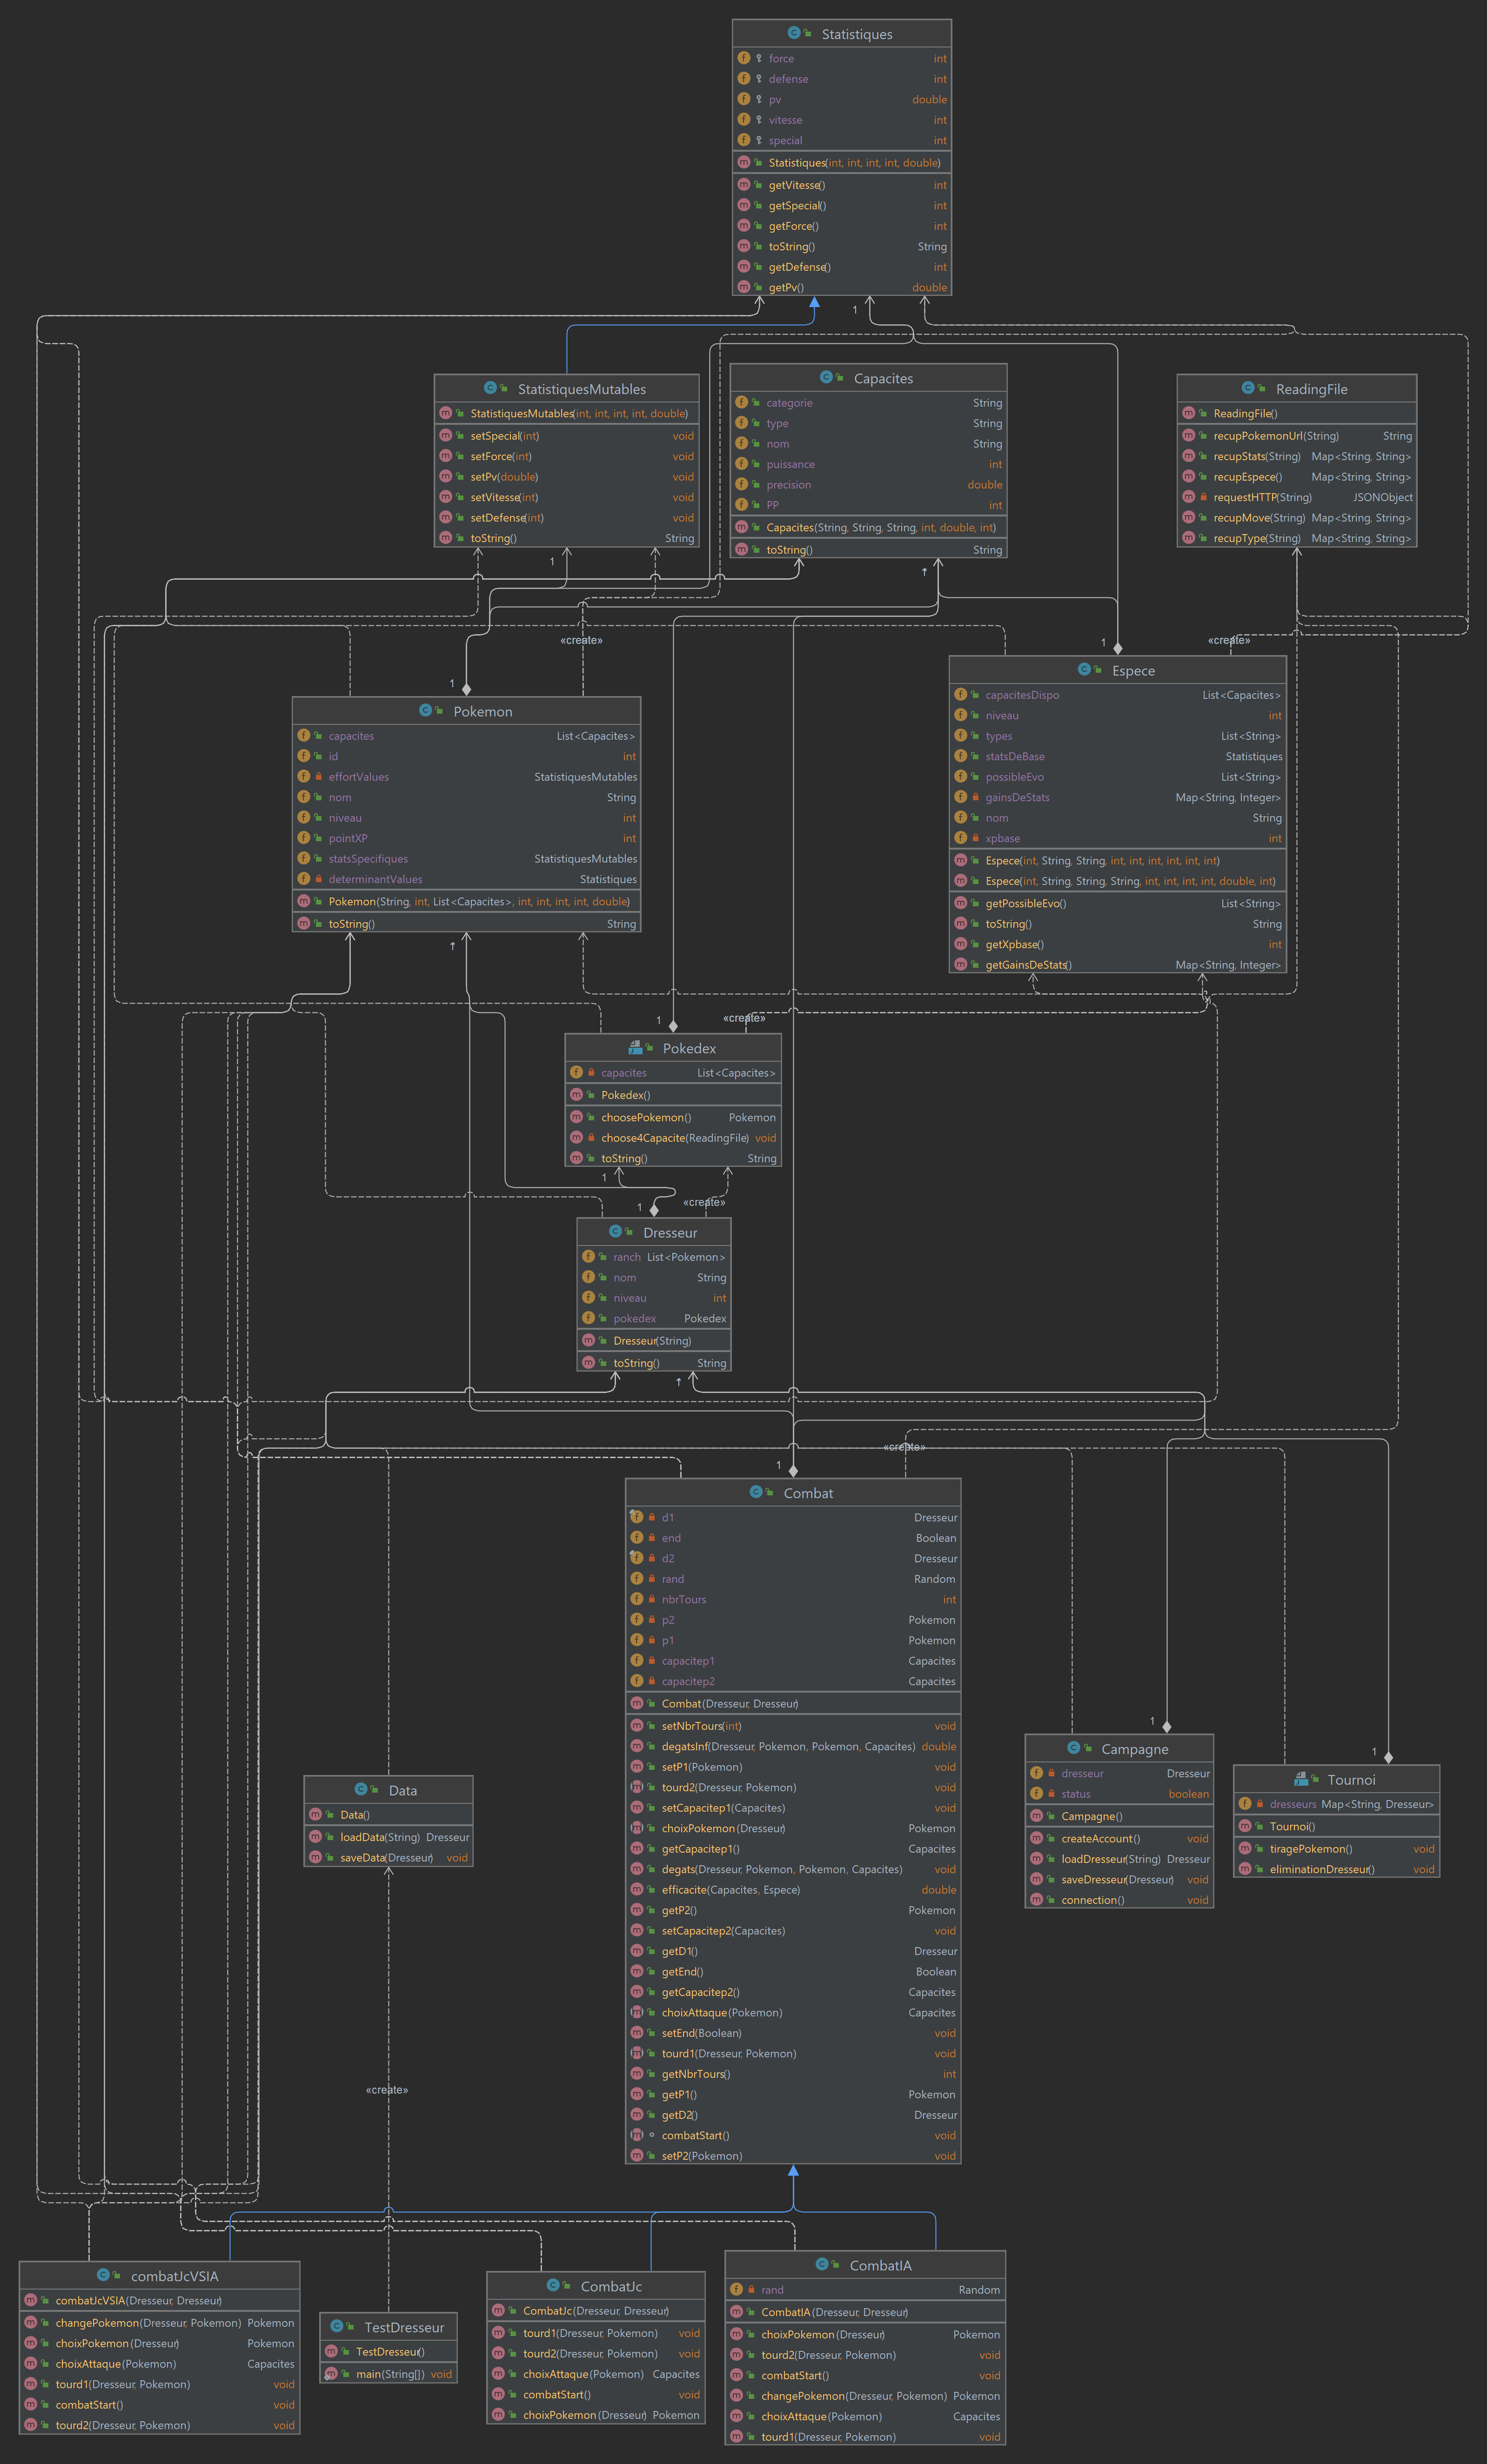 Statistiques
force int
defense int
pv double
vitesse int
special int
Statistiques(int, int, int, int, double)
getVitesse() int
getSpecial() int
getForce() int
toString() String
getDefense() int
getPv() double
1
StatistiquesMutables
StatistiquesMutables(int, int, int, int, double)
setSpecial(int) void
setForce(int) void
setPv(double) void
setVitesse(int) void
setDefense(int) void
toString() String
Capacites
categorie String
type String
nom String
puissance int
precision double
PP int
Capacites(String, String, String, int, double, int)
toString() String
ReadingFile
ReadingFile()
recupPokemonUrl(String) String
recupStats(String) Map<String, String>
recupEspece() Map<String, String>
requestHTTP(String) JSONObject
recupMove(String) Map<String, String>
recupType(String) Map<String, String>
1
«create»
1
«create»
1
Pokemon
capacites List<Capacites>
id int
effortValues StatistiquesMutables
nom String
niveau int
pointXP int
statsSpecifiques StatistiquesMutables
determinantValues Statistiques
Pokemon(String, int, List<Capacites>, int, int, int, int, double)
toString() String
Espece
capacitesDispo List<Capacites>
niveau int
types List<String>
statsDeBase Statistiques
possibleEvo List<String>
gainsDeStats Map<String, Integer>
nom String
xpbase int
Espece(int, String, String, int, int, int, int, int, int)
Espece(int, String, String, String, int, int, int, int, double, int)
getPossibleEvo() List<String>
toString() String
getXpbase() int
getGainsDeStats() Map<String, Integer>
1
«create»
Pokedex
capacites List<Capacites>
Pokedex()
choosePokemon() Pokemon
choose4Capacite(ReadingFile) void
toString() String
1
1
«create»
Dresseur
ranch List<Pokemon>
nom String
niveau int
pokedex Pokedex
Dresseur(String)
toString() String
«create»
1
Combat
d1 Dresseur
end Boolean
d2 Dresseur
rand Random
nbrTours int
p2 Pokemon
p1 Pokemon
capacitep1 Capacites
capacitep2 Capacites
Combat(Dresseur, Dresseur)
setNbrTours(int) void
degatsInf(Dresseur, Pokemon, Pokemon, Capacites) double
setP1(Pokemon) void
tourd2(Dresseur, Pokemon) void
setCapacitep1(Capacites) void
choixPokemon(Dresseur) Pokemon
getCapacitep1() Capacites
degats(Dresseur, Pokemon, Pokemon, Capacites) void
efficacite(Capacites, Espece) double
getP2() Pokemon
setCapacitep2(Capacites) void
getD1() Dresseur
getEnd() Boolean
getCapacitep2() Capacites
choixAttaque(Pokemon) Capacites
setEnd(Boolean) void
tourd1(Dresseur, Pokemon) void
getNbrTours() int
getP1() Pokemon
getD2() Dresseur
combatStart() void
setP2(Pokemon) void
1
Campagne
dresseur Dresseur
status boolean
Campagne()
createAccount() void
loadDresseur(String) Dresseur
saveDresseur(Dresseur) void
connection() void
1
Tournoi
dresseurs Map<String, Dresseur>
Tournoi()
tiragePokemon() void
eliminationDresseur() void
Data
Data()
loadData(String) Dresseur
saveData(Dresseur) void
«create»
combatJcVSIA
combatJcVSIA(Dresseur, Dresseur)
changePokemon(Dresseur, Pokemon) Pokemon
choixPokemon(Dresseur) Pokemon
choixAttaque(Pokemon) Capacites
tourd1(Dresseur, Pokemon) void
combatStart() void
tourd2(Dresseur, Pokemon) void
TestDresseur
TestDresseur()
main(String[]) void
CombatJc
CombatJc(Dresseur, Dresseur)
tourd1(Dresseur, Pokemon) void
tourd2(Dresseur, Pokemon) void
choixAttaque(Pokemon) Capacites
combatStart() void
choixPokemon(Dresseur) Pokemon
CombatIA
rand Random
CombatIA(Dresseur, Dresseur)
choixPokemon(Dresseur) Pokemon
tourd2(Dresseur, Pokemon) void
combatStart() void
changePokemon(Dresseur, Pokemon) Pokemon
choixAttaque(Pokemon) Capacites
tourd1(Dresseur, Pokemon) void